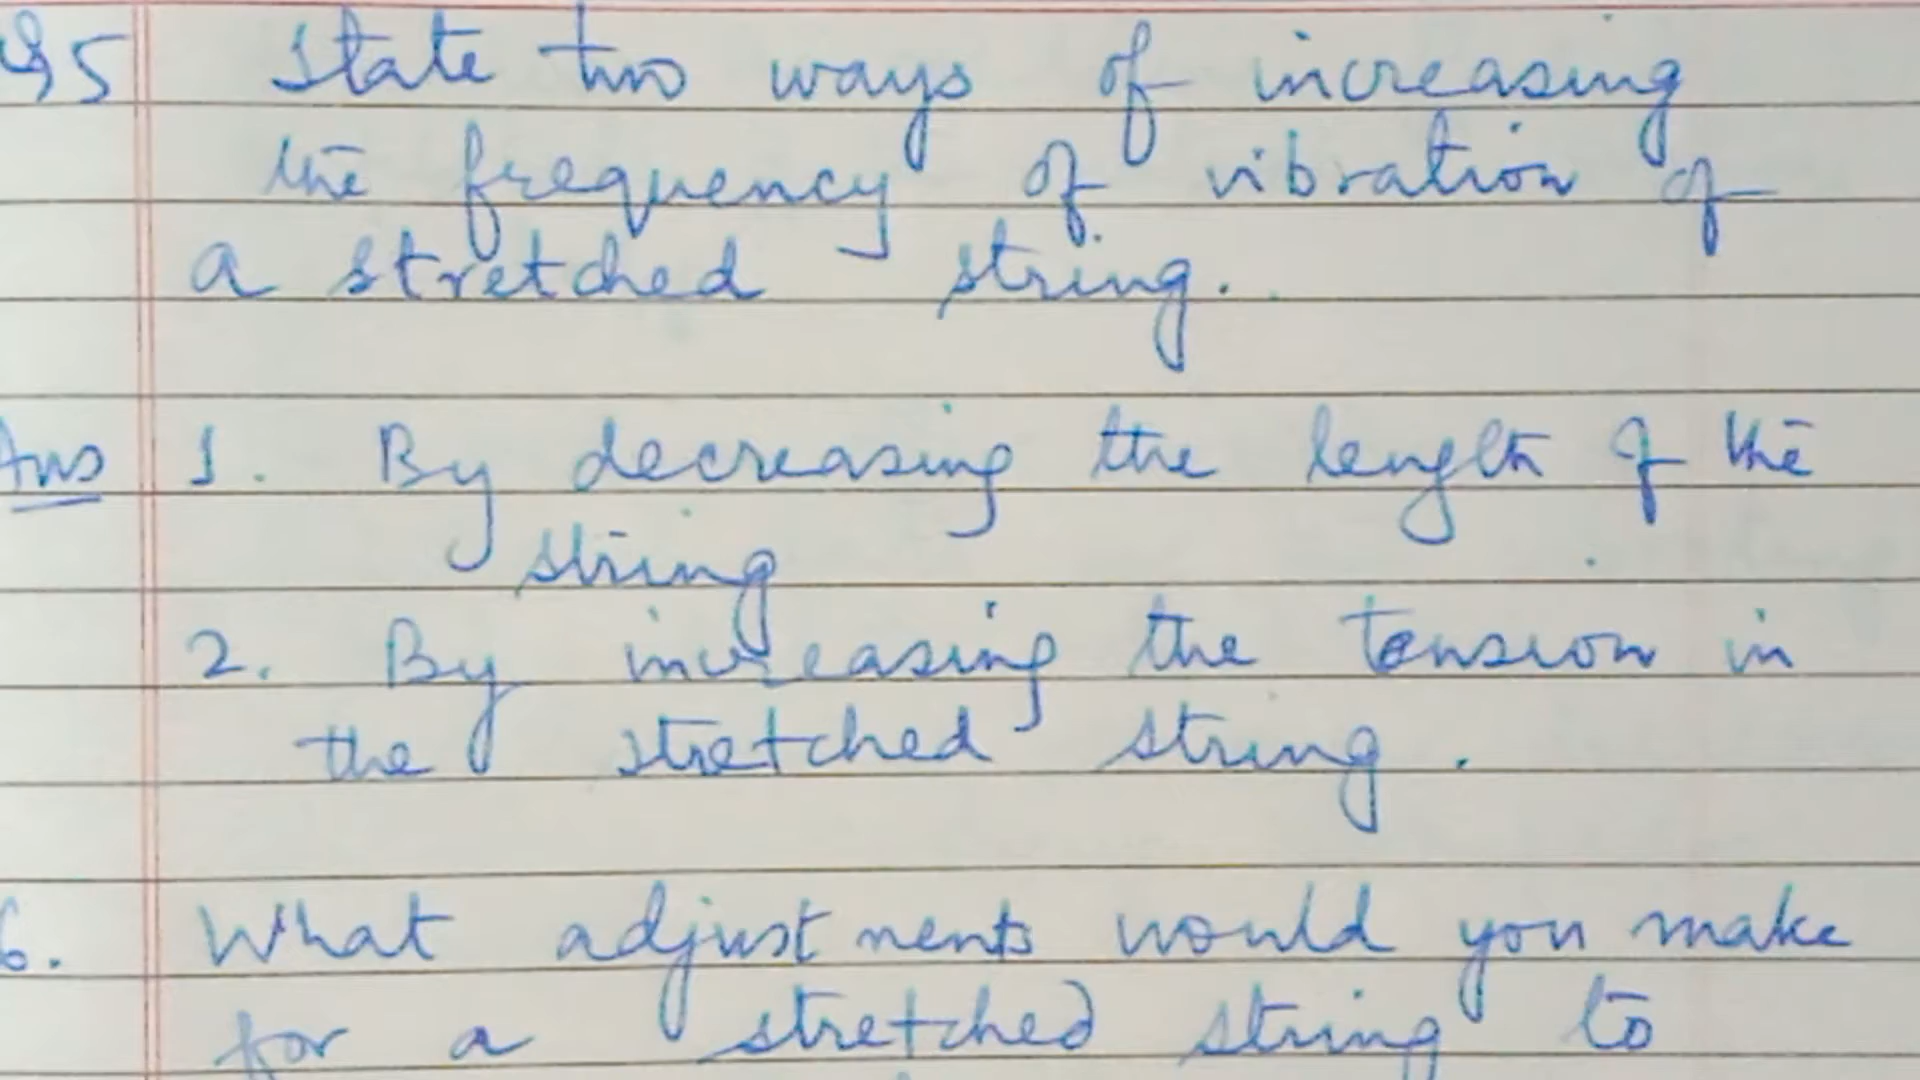 Q5 State two ways of increasing
the frequency of vibration of
a stretched string.
Ans 1. By decreasing the length of the
string
2. By increasing the tension in
the stretched string.
6. What adjustments would you make
for a stretched string to